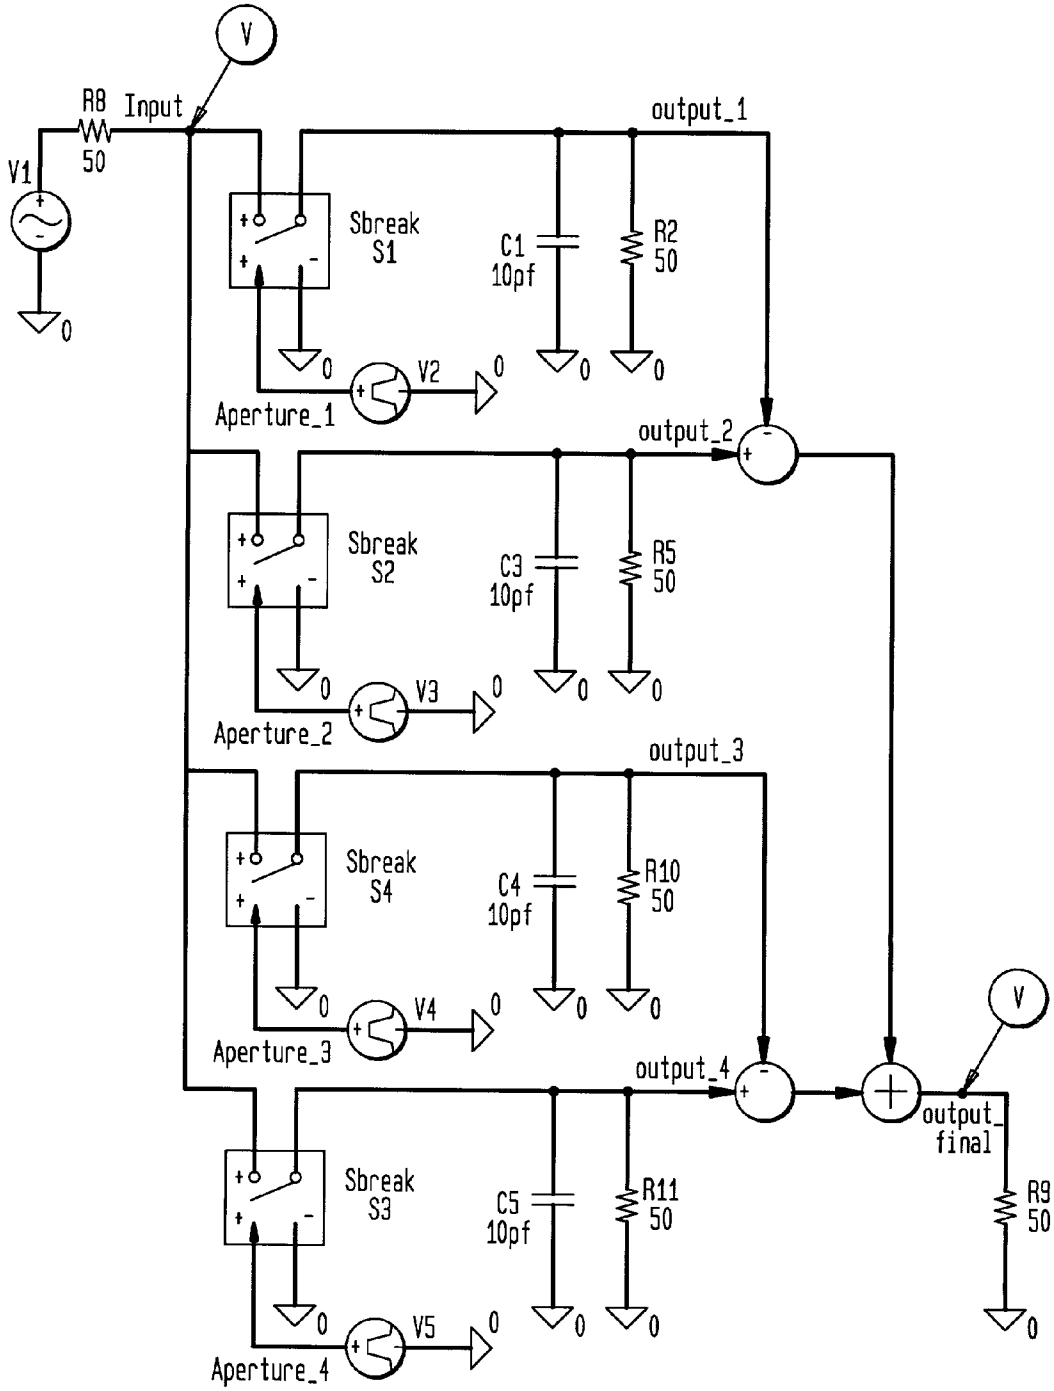 V
R8
Input
50
V1
+
-
0
output_1
+
+
-
Sbreak
S1
C1
10pf
R2
50
0
0
0
+
V2
0
Aperture_1
output_2
-
+
+
+
-
Sbreak
S2
C3
10pf
R5
50
0
0
0
+
V3
0
Aperture_2
output_3
+
+
-
Sbreak
S4
C4
10pf
R10
50
0
0
0
+
V4
0
Aperture_3
V
output_4
-
+
+
output_
final
+
+
-
Sbreak
S3
C5
10pf
R11
50
R9
50
0
0
0
0
+
V5
0
Aperture_4